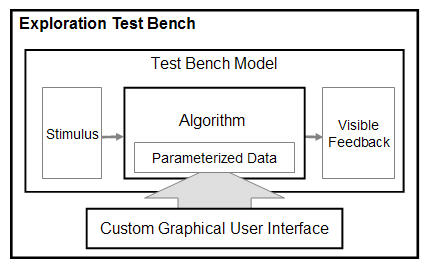 Exploration Test Bench
Test Bench Model
Stimulus
Algorithm
Parameterized Data
Visible
Feedback
Custom Graphical User Interface